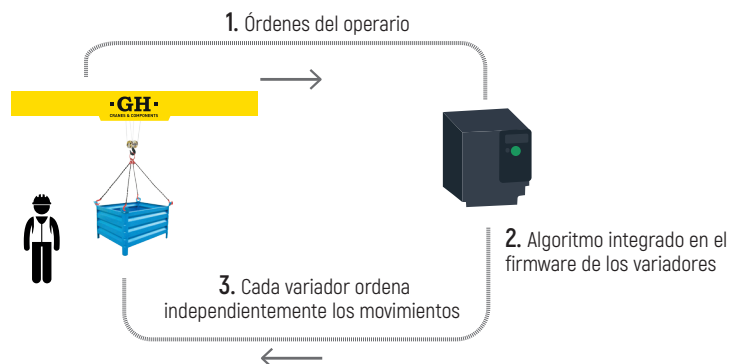 1. Órdenes del operario
·GH·
CRANES & COMPONENTS
2. Algoritmo integrado en el
firmware de los variadores
3. Cada variador ordena
independientemente los movimientos